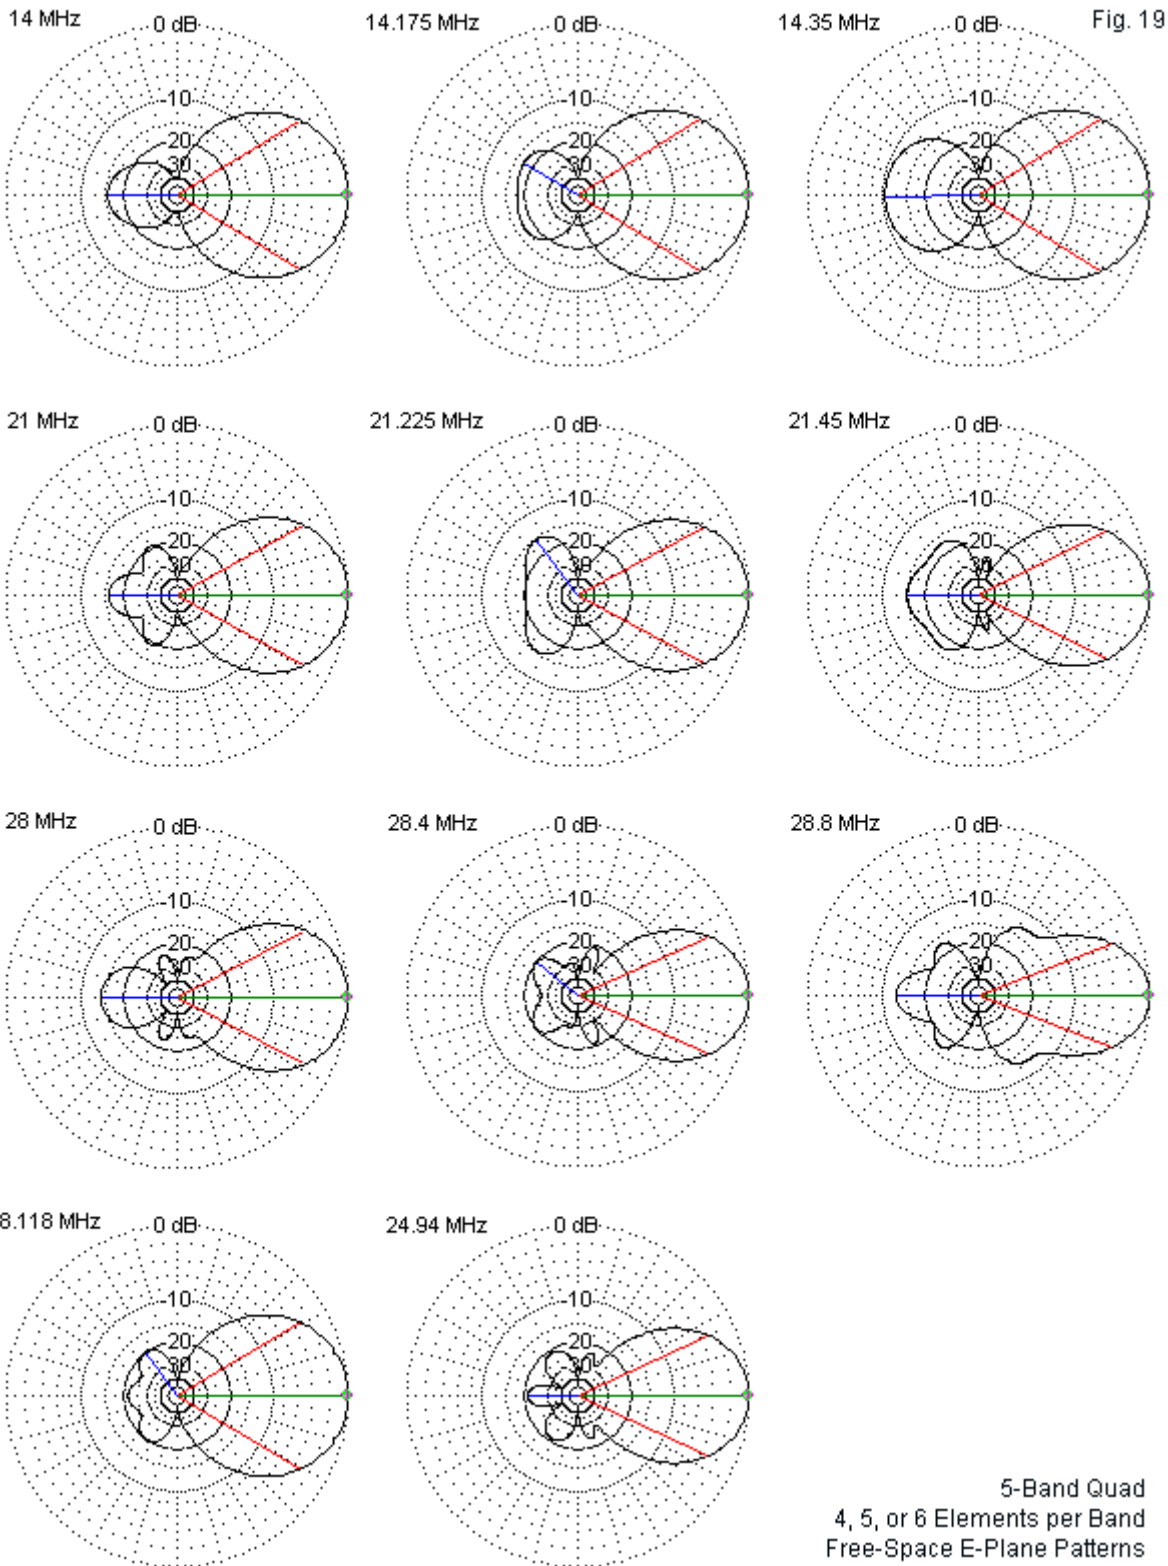 14 MHz 0 dB 14.175 MHz 0 dB 14.35 MHz 0 dB Fig. 19
-10 -10 -10
20 20 20
30 30 30
21 MHz 0 dB 21.225 MHz 0 dB 21.45 MHz 0 dB
-10 -10 -10
20 20 20
30 30 30
28 MHz 0 dB 28.4 MHz 0 dB 28.8 MHz 0 dB
-10 -10 -10
20 20 20
30 30 30
8.118 MHz 0 dB 24.94 MHz 0 dB
-10 -10
-20 20
30 30
5-Band Quad
4, 5, or 6 Elements per Band
Free-Space E-Plane Patterns